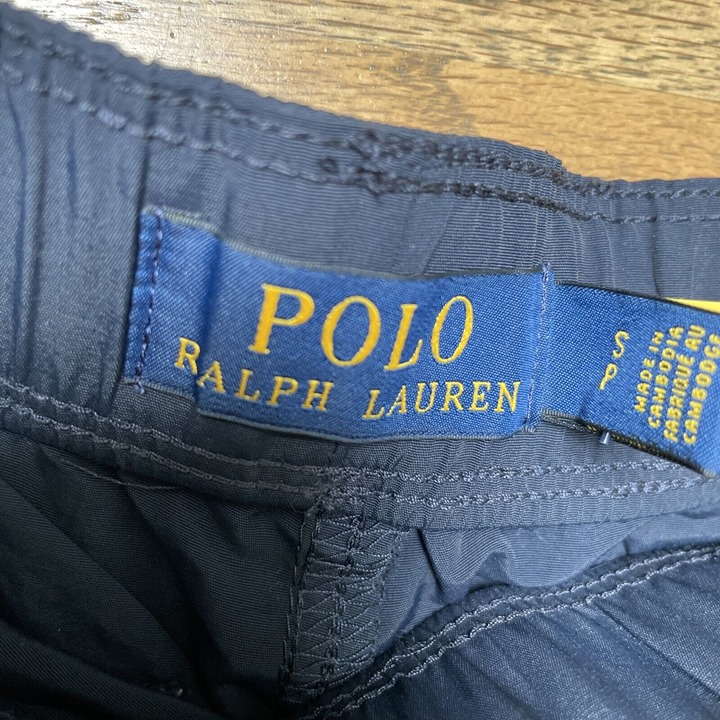 POLO
RALPH LAUREN
S
P
MADE IN
CAMBODIA
FABRIQUÉ AU
CAMBODGE